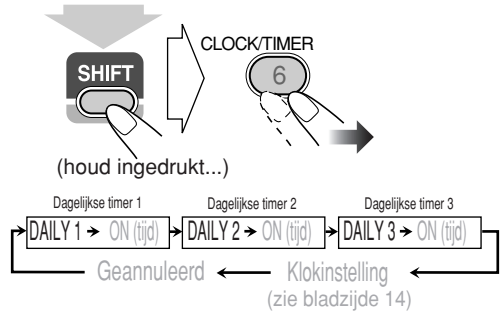 CLOCK/TIMER
SHIFT
6
(houd ingedrukt...)
Dagelijkse timer 1 Dagelijkse timer 2 Dagelijkse timer 3
DAILY 1 → ON (tijd) → DAILY 2 → ON (tijd) → DAILY 3 → ON (tijd)
Geannuleerd ← Klokinstelling
(zie bladzijde 14)